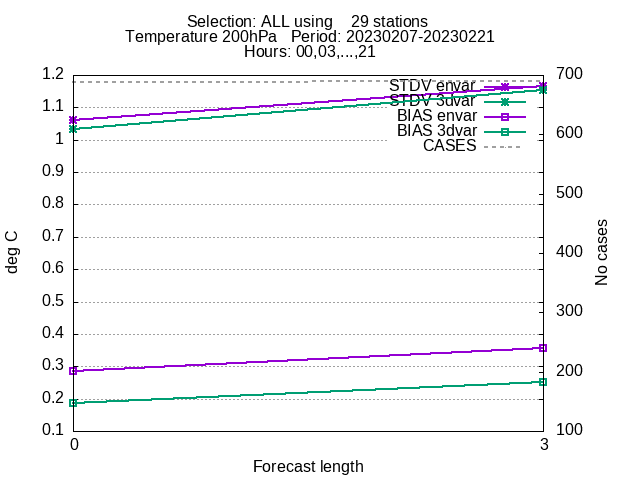 Selection: ALL using    29 stations
Temperature 200hPa   Period: 20230207-20230221
Hours: 00,03,...,21
1.2
1.1
1
0.9
0.8
0.7
0.6
0.5
0.4
0.3
0.2
0.1
deg C
STDV envar
STDV 3dvar
BIAS envar
BIAS 3dvar
CASES
700
600
500
400
300
200
100
No cases
0
3
Forecast length